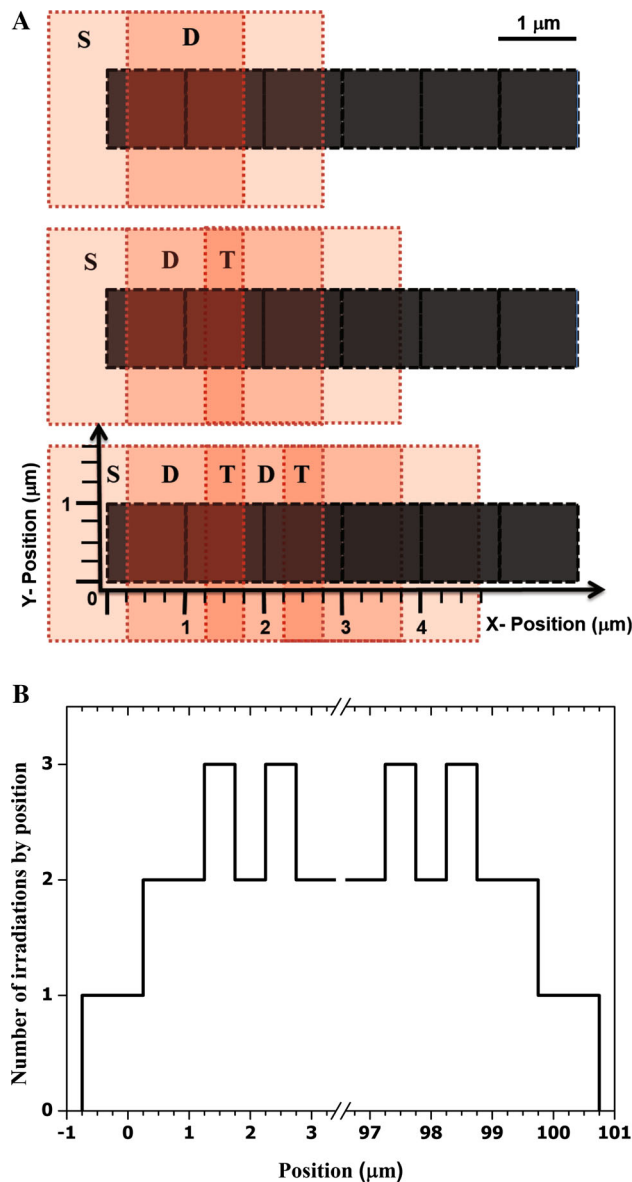 A
S D 1 µm
S D T
S D T D T
Y- Position (µm)
1
0
1 2 3 4 X- Position (µm)
B
Number of irradiations by position
3
2
1
0
-1 0 1 2 3 97 98 99 100 101
Position (µm)